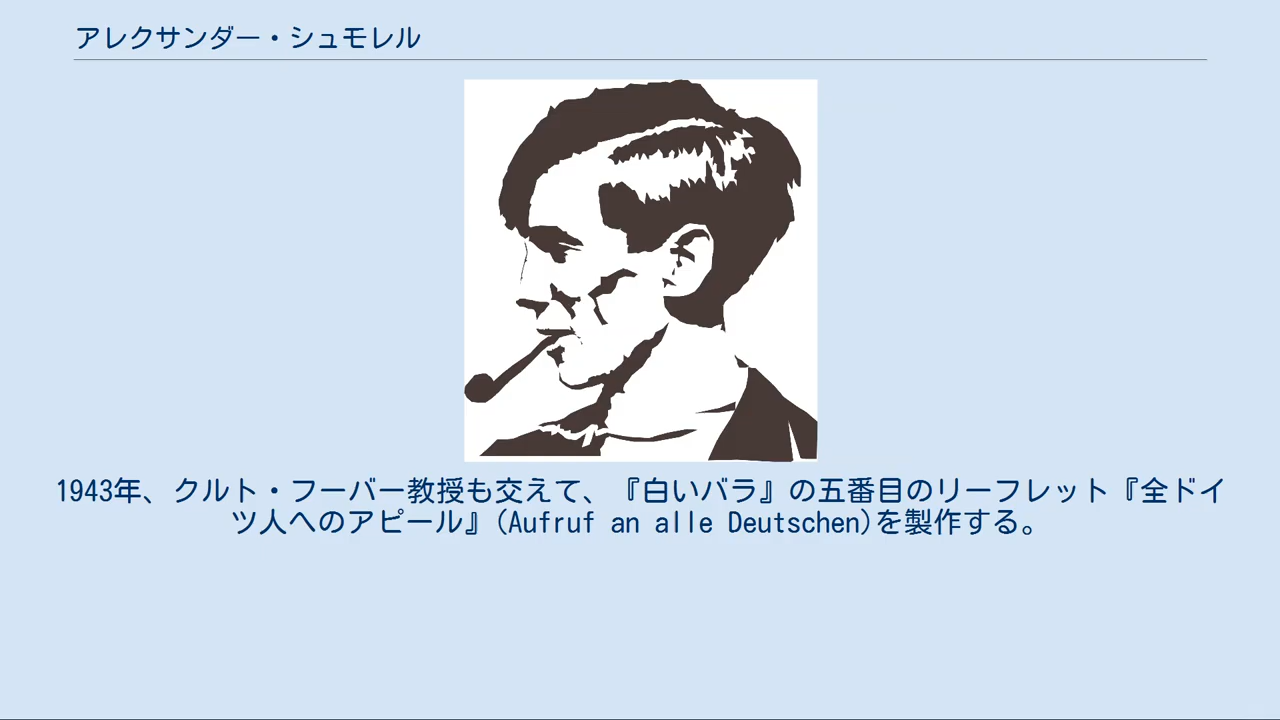 アレクサンダー・シュモレル
1943年、クルト・フーバー教授も交えて、『白いバラ』の五番目のリーフレット『全ドイ
ツ人へのアピール』(Aufruf an alle Deutschen)を製作する。